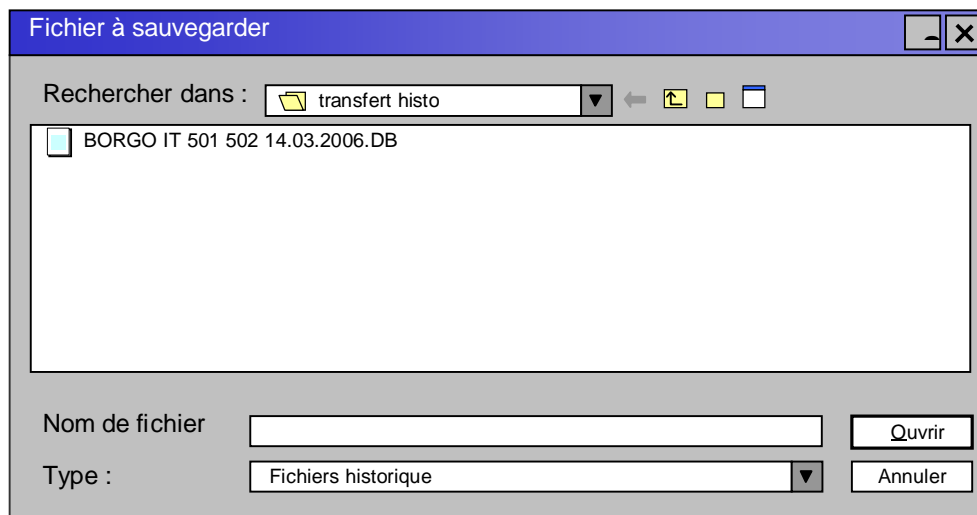 Fichier à sauvegarder
Rechercher dans : transfert histo
BORGO IT 501 502 14.03.2006.DB
Nom de fichier Ouvrir
Type : Fichiers historique Annuler